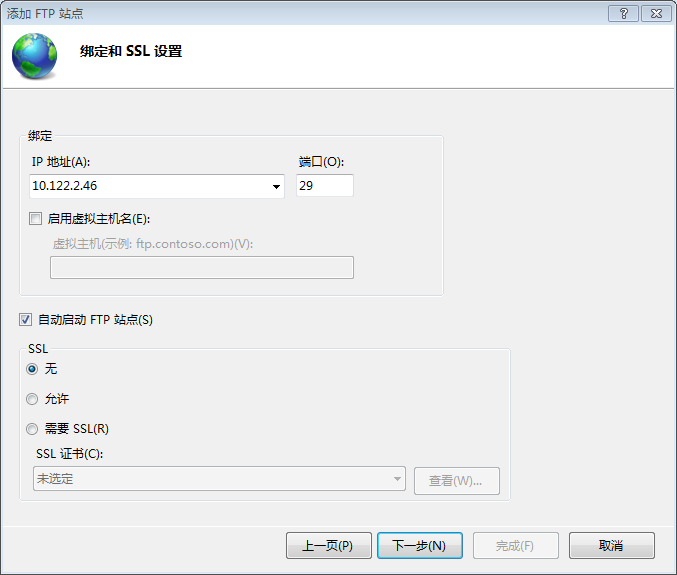 添加 FTP 站点
绑定和 SSL 设置
绑定
IP 地址(A): 端口(O):
10.122.2.46 29
启用虚拟主机名(E):
虚拟主机(示例: ftp.contoso.com)(V):
自动启动 FTP 站点(S)
SSL
无
允许
需要 SSL(R)
SSL 证书(C):
未选定 查看(W)...
上一页(P) 下一步(N) 完成(F) 取消